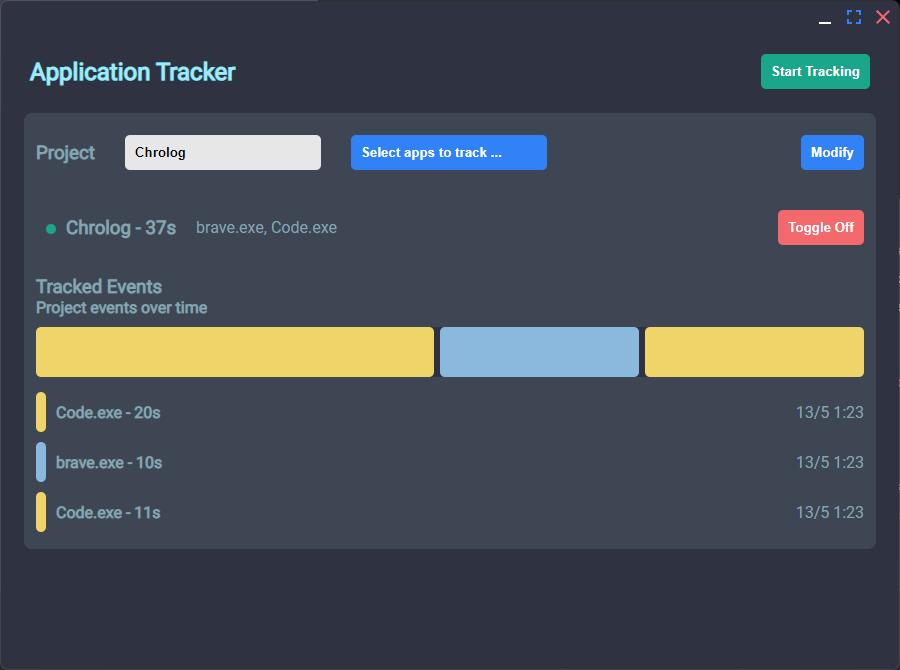 Application Tracker
Start Tracking
Project
Chrolog
Select apps to track ...
Modify
Chrolog - 37s
brave.exe, Code.exe
Toggle Off
Tracked Events
Project events over time
Code.exe - 20s
13/5 1:23
brave.exe - 10s
13/5 1:23
Code.exe - 11s
13/5 1:23